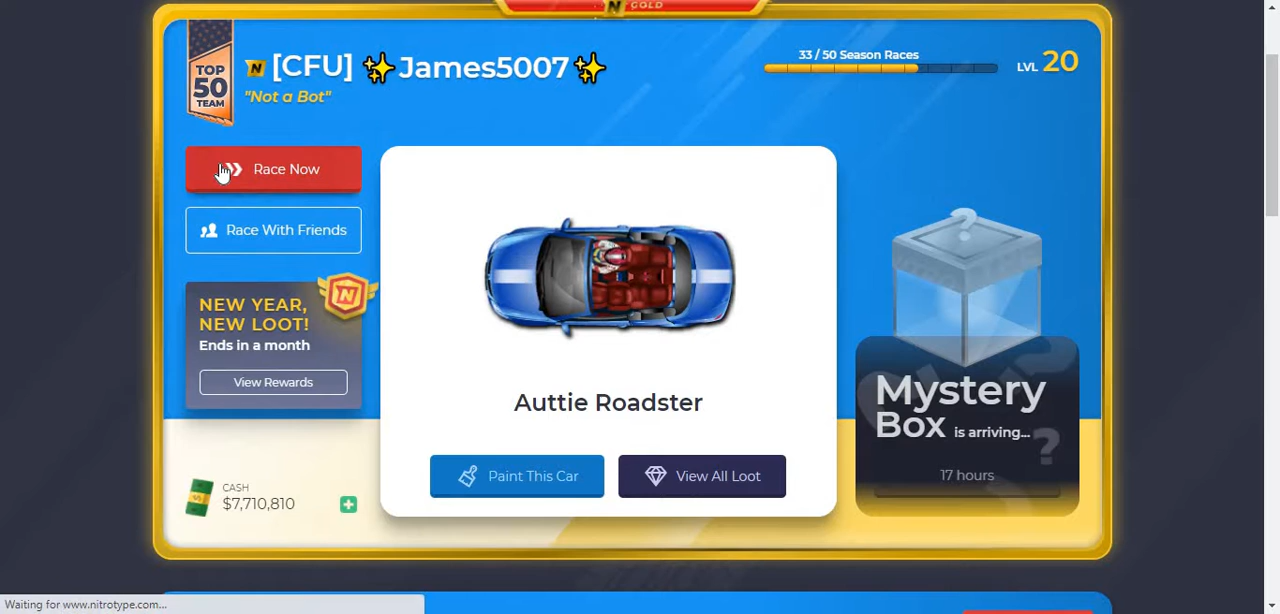 N GOLD
TOP
50
TEAM
N [CFU] ✨James5007✨
"Not a Bot"
33 / 50 Season Races
LVL 20
Race Now
Race With Friends
NEW YEAR,
NEW LOOT!
Ends in a month
View Rewards
N
CASH
$7,710,810
Auttie Roadster
Paint This Car
View All Loot
?
Mystery
Box is arriving...
?
17 hours
Waiting for www.nitrotype.com...